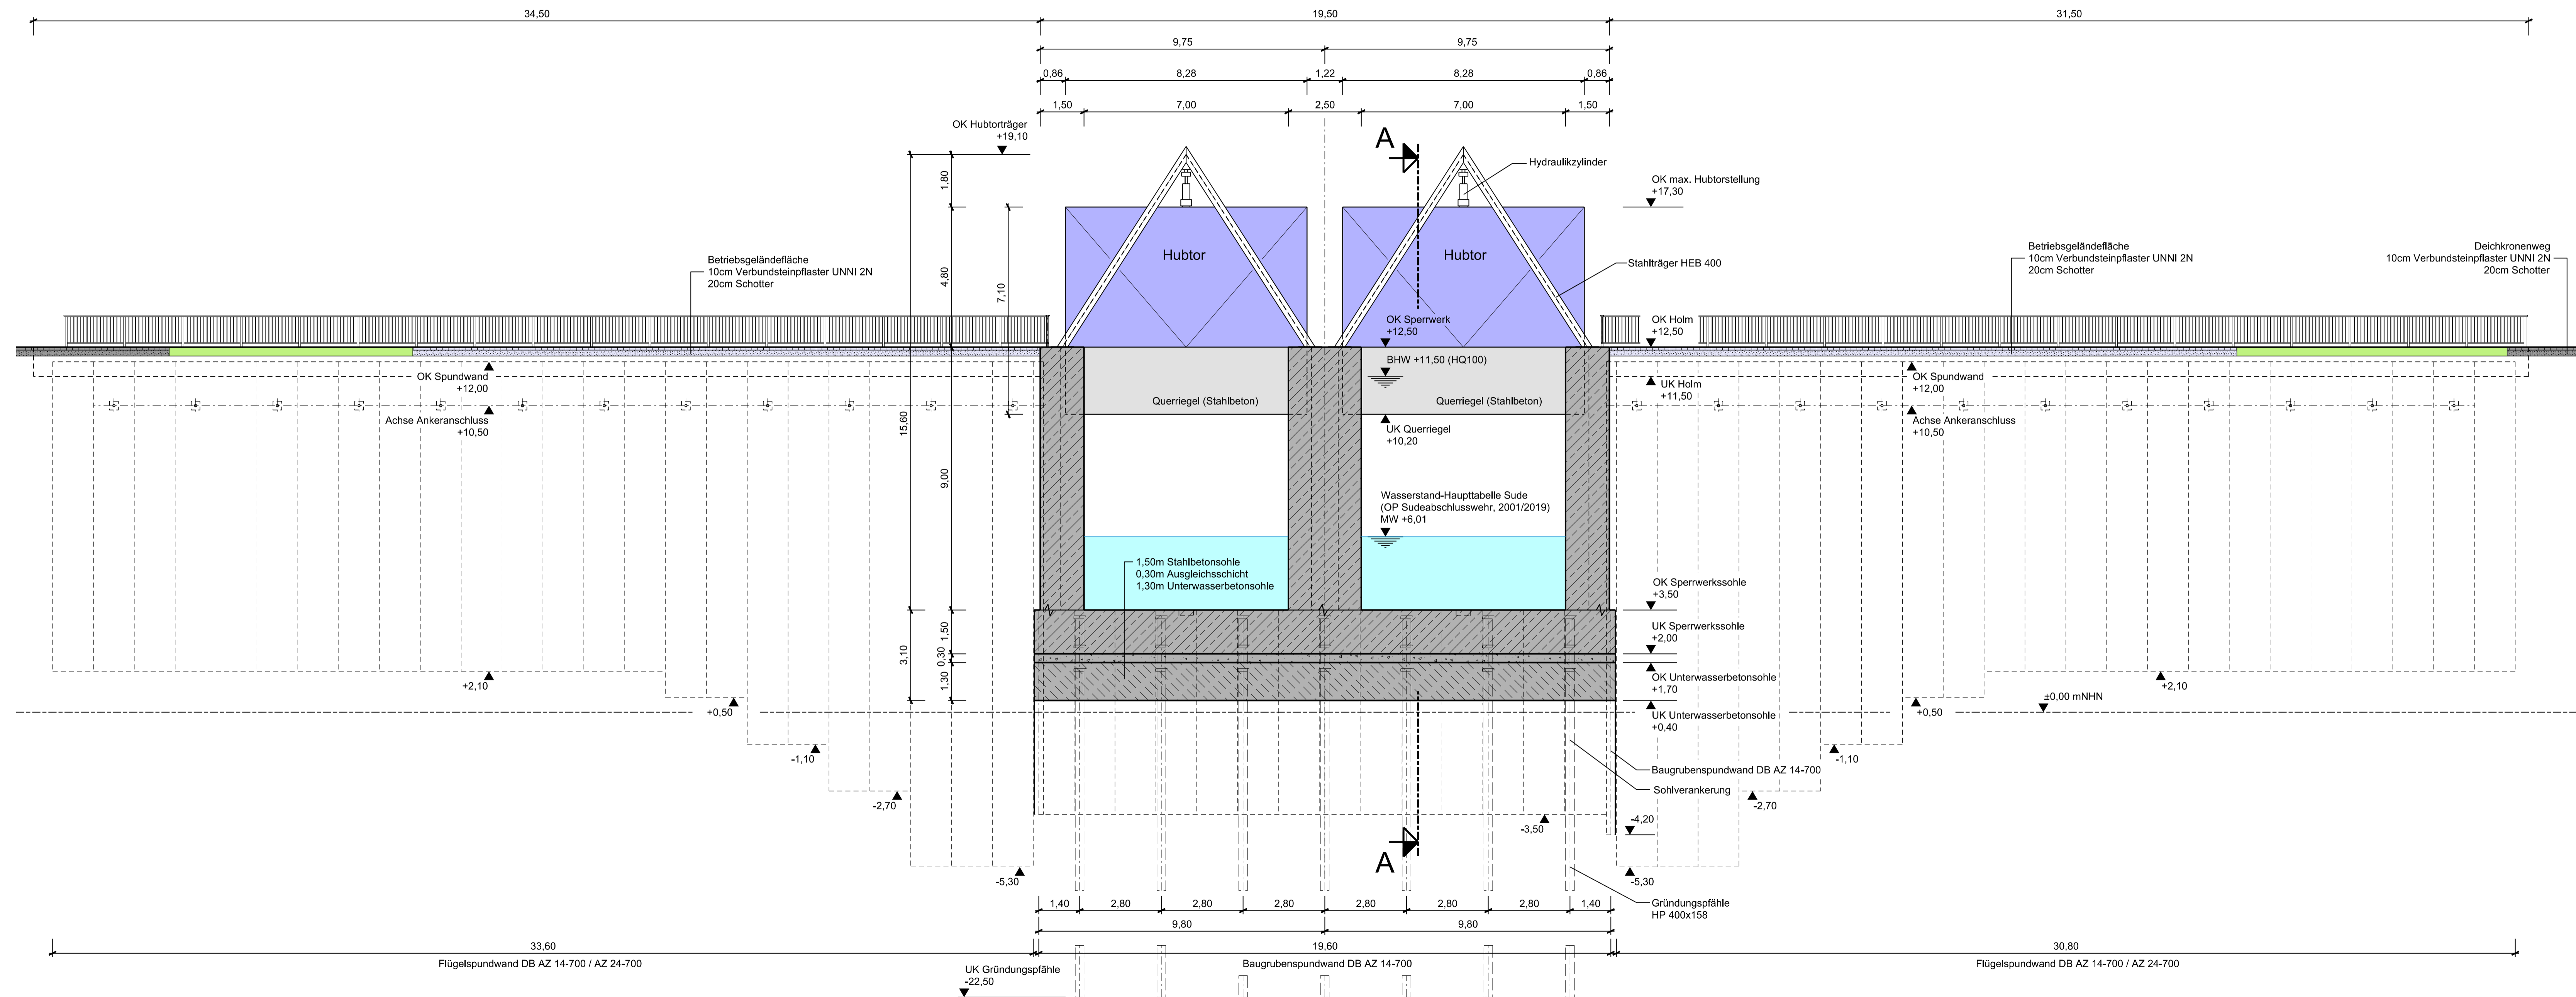 34,50
19,50
31,50
9,75
9,75
0,86
8,28
1,22
8,28
0,86
1,50
7,00
2,50
7,00
1,50
OK Hubtorträger
+19,10
A
Hydraulikzylinder
OK max. Hubtorstellung
+17,30
1,80
4,80
7,10
15,60
9,00
Hubtor
Hubtor
Stahlträger HEB 400
Betriebsgeländefläche
10cm Verbundsteinpflaster UNNI 2N
20cm Schotter
Betriebsgeländefläche
10cm Verbundsteinpflaster UNNI 2N
20cm Schotter
Deichkronenweg
10cm Verbundsteinpflaster UNNI 2N
20cm Schotter
OK Sperrwerk
+12,50
OK Holm
+12,50
BHW +11,50 (HQ100)
OK Spundwand
+12,00
UK Holm
+11,50
OK Spundwand
+12,00
Querriegel (Stahlbeton)
Querriegel (Stahlbeton)
Achse Ankeranschluss
+10,50
UK Querriegel
+10,20
Achse Ankeranschluss
+10,50
Wasserstand-Haupttabelle Sude
(OP Sudeabschlusswehr, 2001/2019)
MW +6,01
1,50m Stahlbetonsohle
0,30m Ausgleichsschicht
1,30m Unterwasserbetonsohle
OK Sperrwerkssohle
+3,50
1,50
0,30
1,30
3,10
UK Sperrwerkssohle
+2,00
OK Unterwasserbetonsohle
+1,70
UK Unterwasserbetonsohle
+0,40
+2,10
+0,50
-1,10
-2,70
-5,30
+2,10
±0,00 mNHN
+0,50
-1,10
-2,70
-5,30
Baugrubenspundwand DB AZ 14-700
Sohlverankerung
-3,50
-4,20
A
Gründungspfähle
HP 400x158
1,40
2,80
2,80
2,80
2,80
2,80
2,80
1,40
9,80
9,80
33,60
19,60
30,80
Flügelspundwand DB AZ 14-700 / AZ 24-700
Baugrubenspundwand DB AZ 14-700
Flügelspundwand DB AZ 14-700 / AZ 24-700
UK Gründungspfähle
-22,50